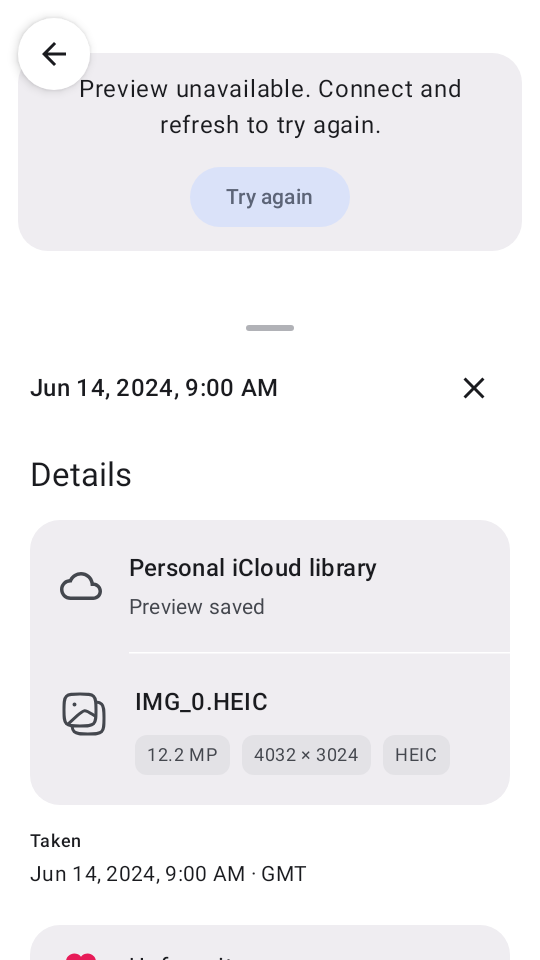 Preview unavailable. Connect and
refresh to try again.
Try again
Jun 14, 2024, 9:00 AM
Details
Personal iCloud library
Preview saved
IMG_0.HEIC
12.2 MP
4032 × 3024
HEIC
Taken
Jun 14, 2024, 9:00 AM · GMT